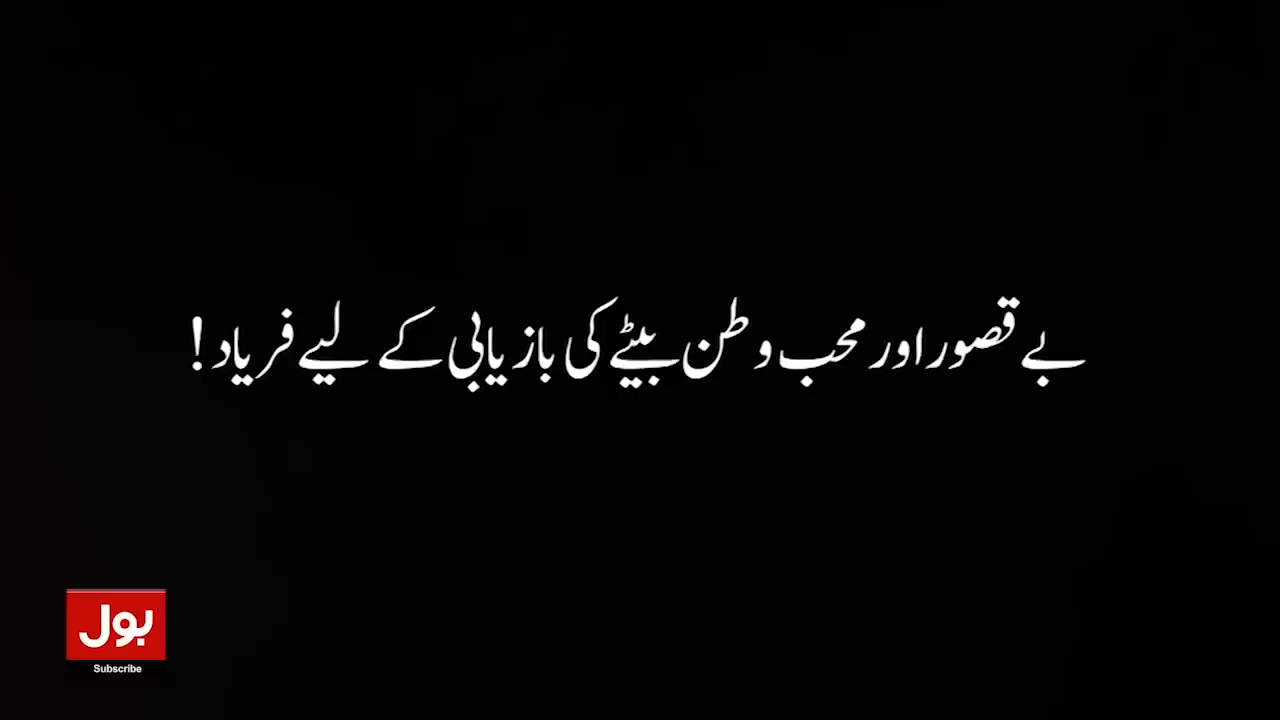 بے قصور اور محب وطن بیٹے کی بازیابی کے لیے فریاد!
بول
Subscribe